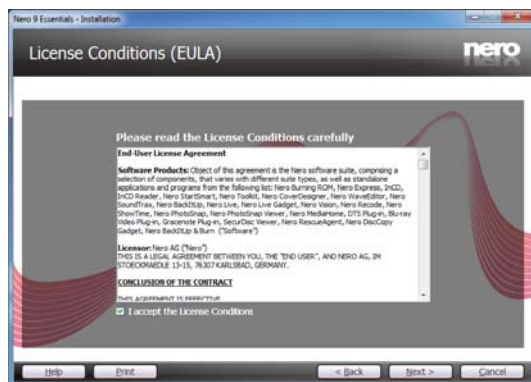 Nero 9 Essentials - Installation
License Conditions (EULA)
nero
Please read the License Conditions carefully
End-User License Agreement
Software Products: Object of this agreement is the Nero software suite, comprising a
selection of components, that varies with different suite types, as well as standalone
applications and programs from the following list: Nero Burning ROM, Nero Express, InCD,
InCD Reader, Nero StartSmart, Nero Toolkit, Nero CoverDesigner, Nero WaveEditor, Nero
SoundTrax, Nero BackItUp, Nero Live, Nero Live Gadget, Nero Vision, Nero Recode, Nero
ShowTime, Nero PhotoSnap, Nero PhotoSnap Viewer, Nero MediaHome, DTS Plug-in, Blu-ray
Video Plug-in, Gracenote Plug-in, SecurDisc Viewer, Nero RescueAgent, Nero DiscCopy
Gadget, Nero BackItUp & Burn ("Software")
Licensor: Nero AG ("Nero")
THIS IS A LEGAL AGREEMENT BETWEEN YOU, THE "END USER", AND NERO AG, IM
STOECKMAEDLE 13-15, 76307 KARLSBAD, GERMANY.
CONCLUSION OF THE CONTRACT
THIS AGREEMENT IS EFFECTIVE
I accept the License Conditions
Help
Print
< Back
Next >
Cancel